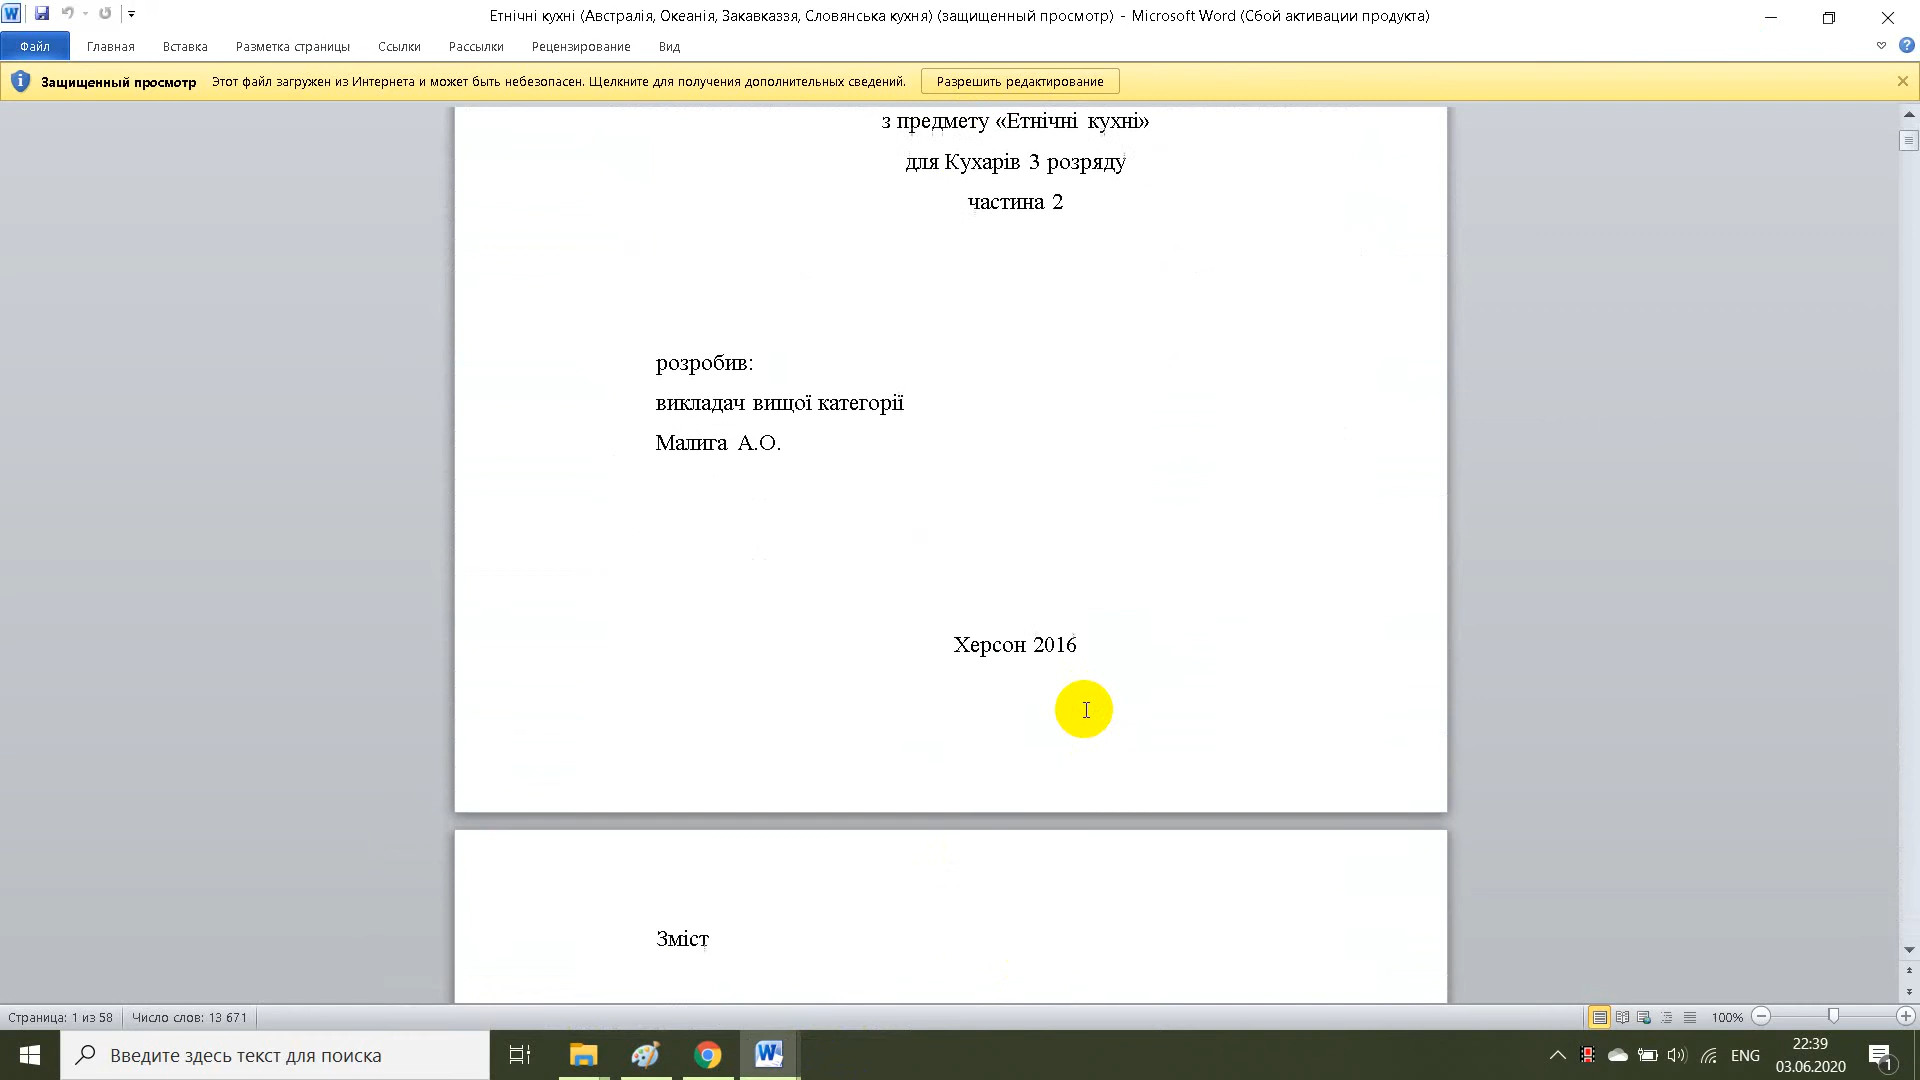 Етнічні кухні (Австралія, Океанія, Закавказзя, Словянська кухня) (защищенный просмотр) - Microsoft Word (Сбой активации продукта)
Файл Главная Вставка Разметка страницы Ссылки Рассылки Рецензирование Вид
Защищенный просмотр Этот файл загружен из Интернета и может быть небезопасен. Щелкните для получения дополнительных сведений. Разрешить редактирование
з предмету «Етнічні кухні»
для Кухарів 3 розряду
частина 2
розробив:
викладач вищої категорії
Малига А.О.
Херсон 2016
Зміст
Страница: 1 из 58 Число слов: 13 671 100%
Введите здесь текст для поиска
ENG
22:39
03.06.2020
1